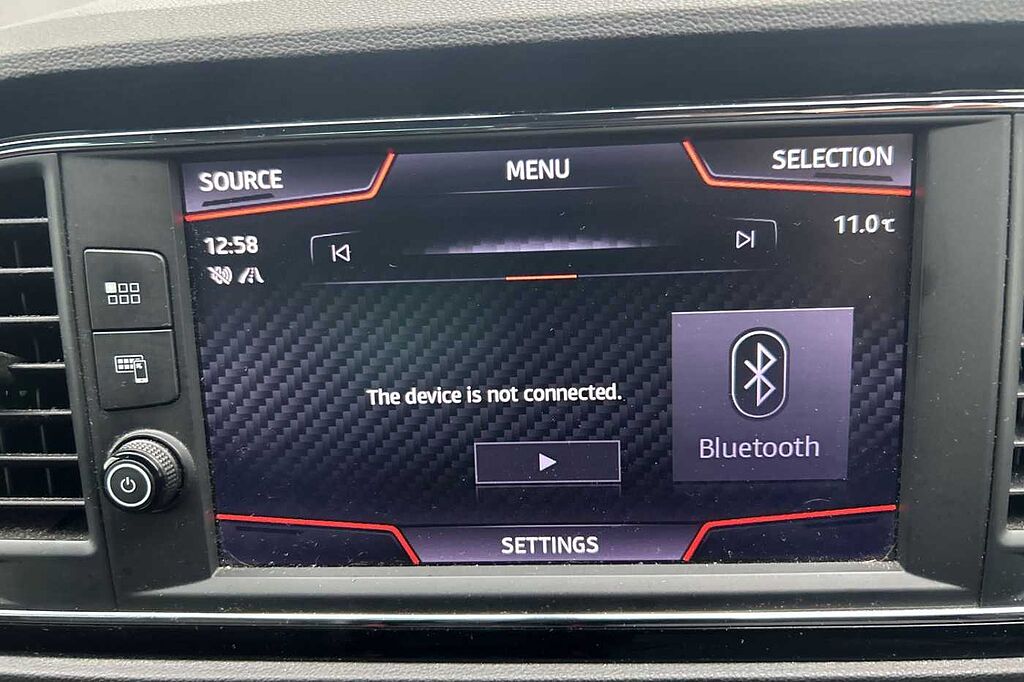 SOURCE
MENU
SELECTION
12:58
11.0°C
The device is not connected.
Bluetooth
SETTINGS